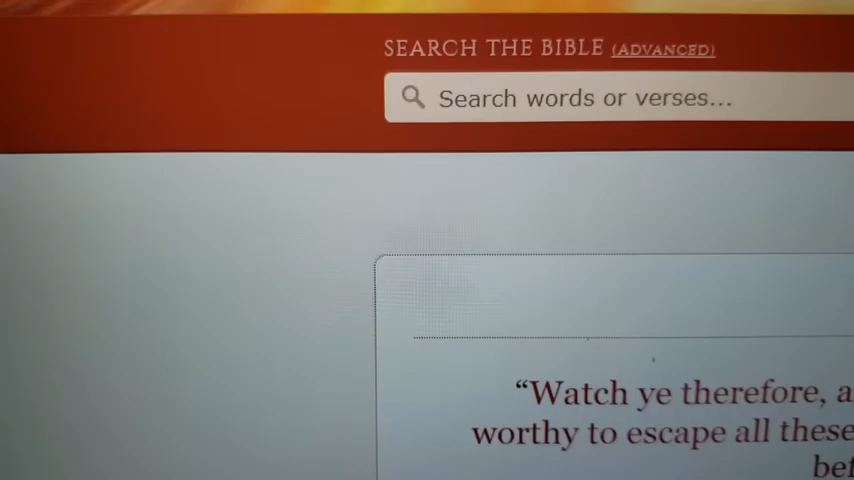 SEARCH THE BIBLE (ADVANCED)
Search words or verses...
“Watch ye therefore,
worthy to escape all these